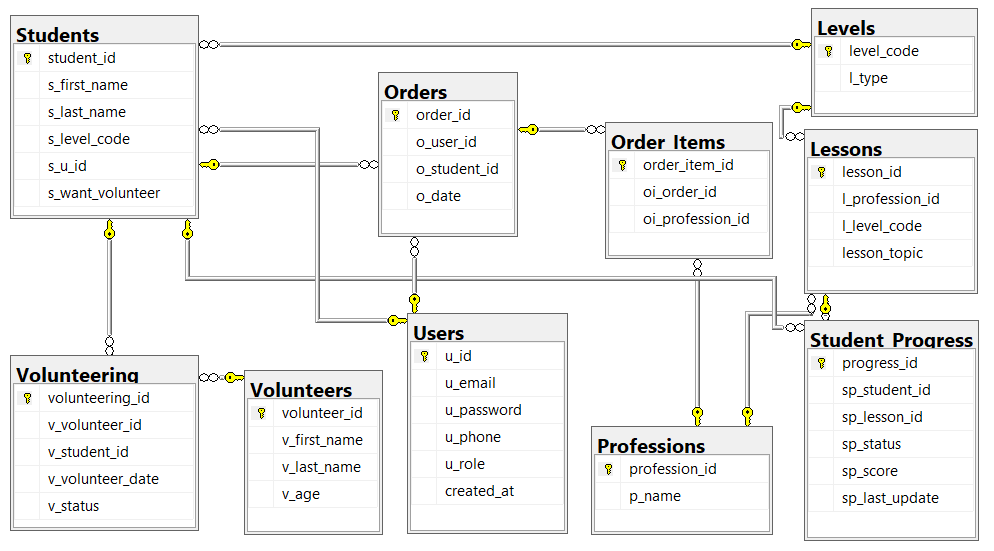 Students
student_id
s_first_name
s_last_name
s_level_code
s_u_id
s_want_volunteer
Levels
level_code
l_type
Orders
order_id
o_user_id
o_student_id
o_date
Order_Items
order_item_id
oi_order_id
oi_profession_id
Lessons
lesson_id
l_profession_id
l_level_code
lesson_topic
Users
u_id
u_email
u_password
u_phone
u_role
created_at
Student_Progress
progress_id
sp_student_id
sp_lesson_id
sp_status
sp_score
sp_last_update
Volunteering
volunteering_id
v_volunteer_id
v_student_id
v_volunteer_date
v_status
Volunteers
volunteer_id
v_first_name
v_last_name
v_age
Professions
profession_id
p_name